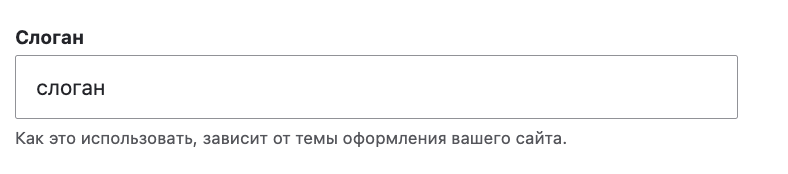 Слоган
слоган
Как это использовать, зависит от темы оформления вашего сайта.